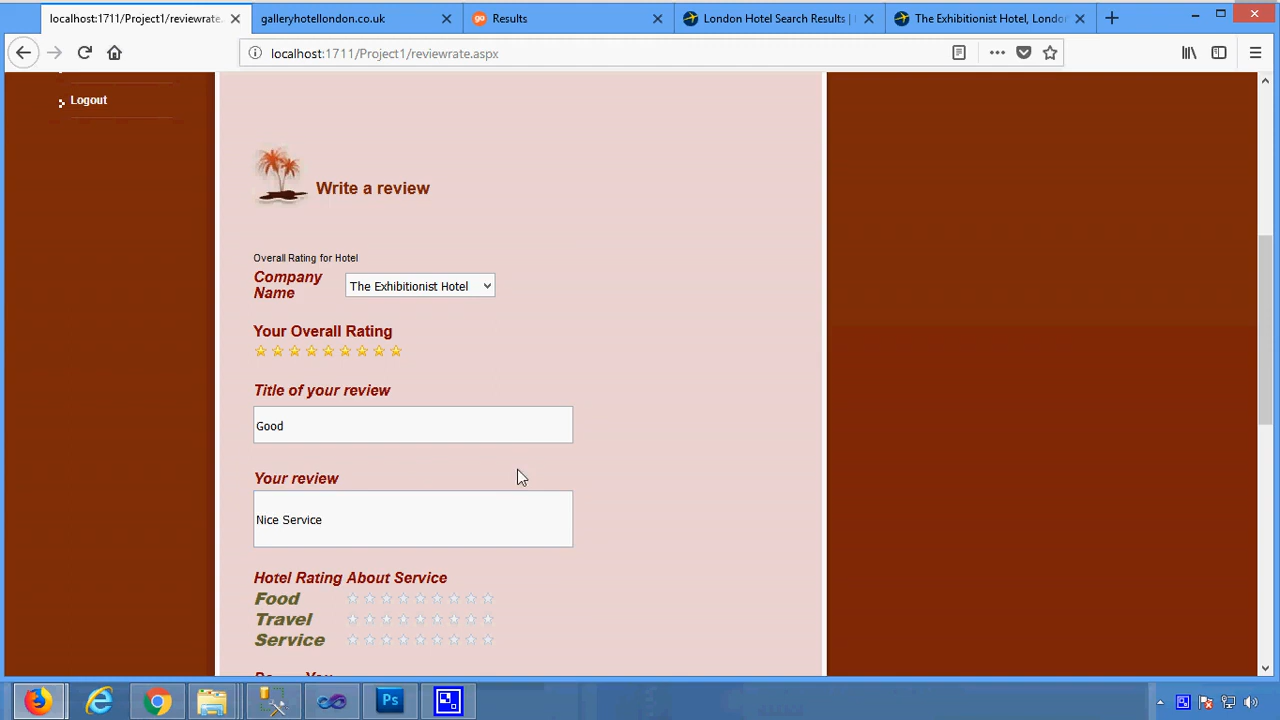 localhost:1711/Project1/reviewrate.
galleryhotellondon.co.uk
go Results
London Hotel Search Results |
The Exhibitionist Hotel, Londo
localhost:1711/Project1/reviewrate.aspx
Logout
Write a review
Overall Rating for Hotel
Company
Name
The Exhibitionist Hotel
Your Overall Rating
Title of your review
Good
Your review
Nice Service
Hotel Rating About Service
Food
Travel
Service
Ps